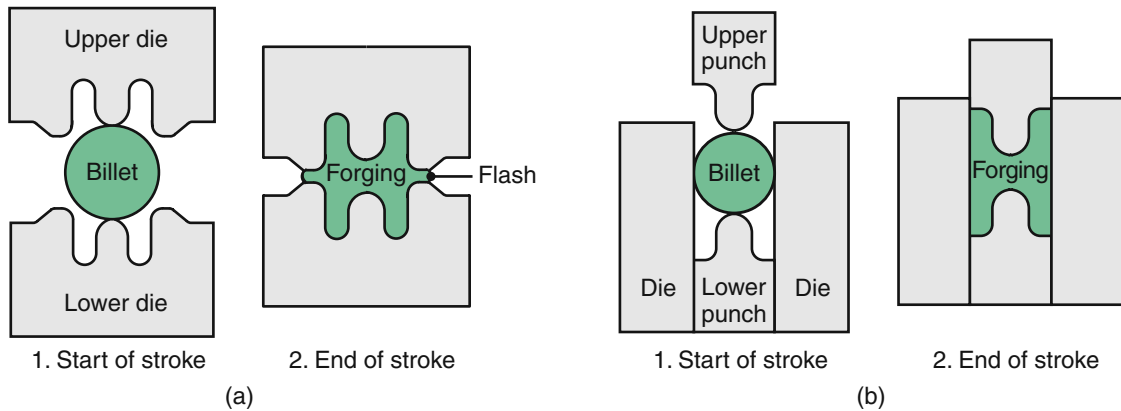 Upper die
Billet
Lower die
1. Start of stroke
Forging
Flash
2. End of stroke
(a)
Upper
punch
Billet
Die
Lower
punch
Die
1. Start of stroke
Forging
2. End of stroke
(b)